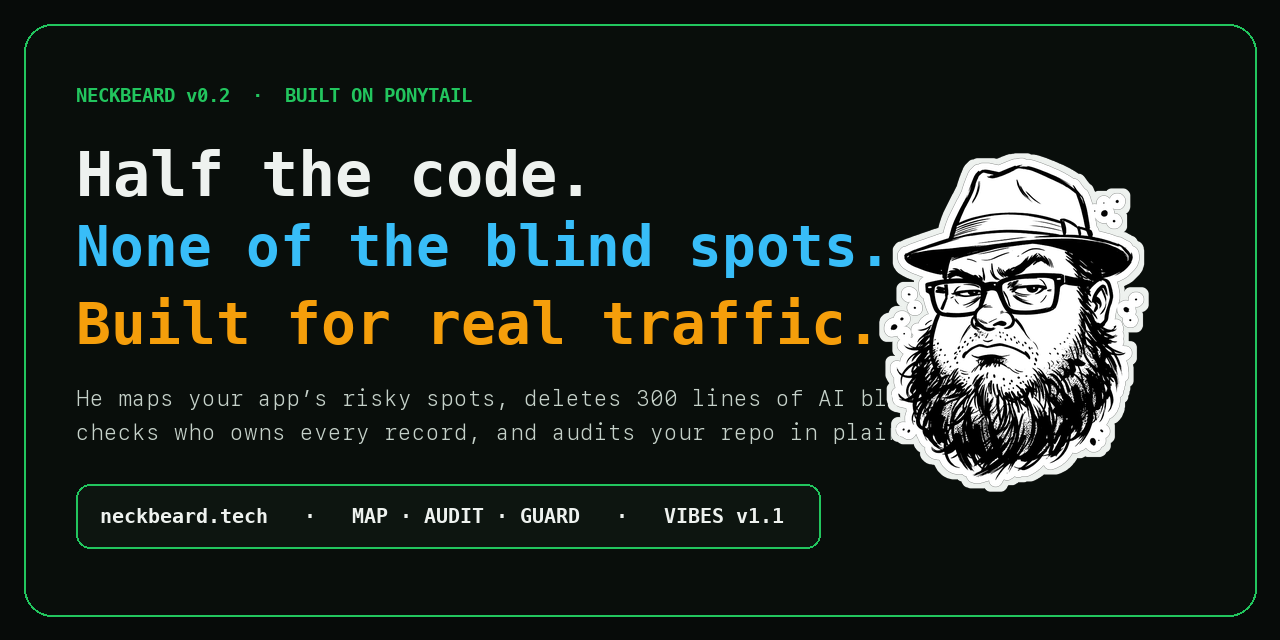 NECKBEARD v0.2 · BUILT ON PONYTAIL
Half the code.
None of the blind spots.
Built for real traffic.
He maps your app’s risky spots, deletes 300 lines of AI
checks who owns every record, and audits your repo in
neckbeard.tech · MAP · AUDIT · GUARD · VIBES v1.1